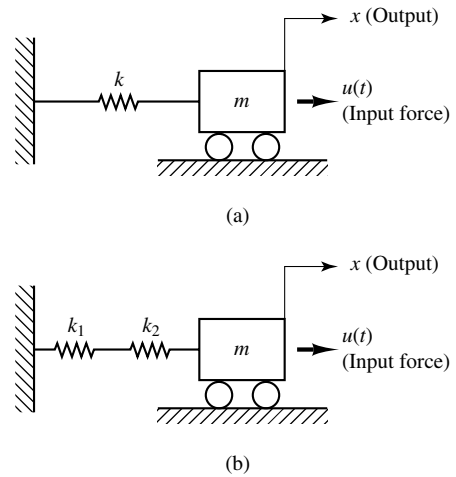 x (Output)
k
m
u(t)
(Input force)
(a)
x (Output)
k₁
k₂
m
u(t)
(Input force)
(b)